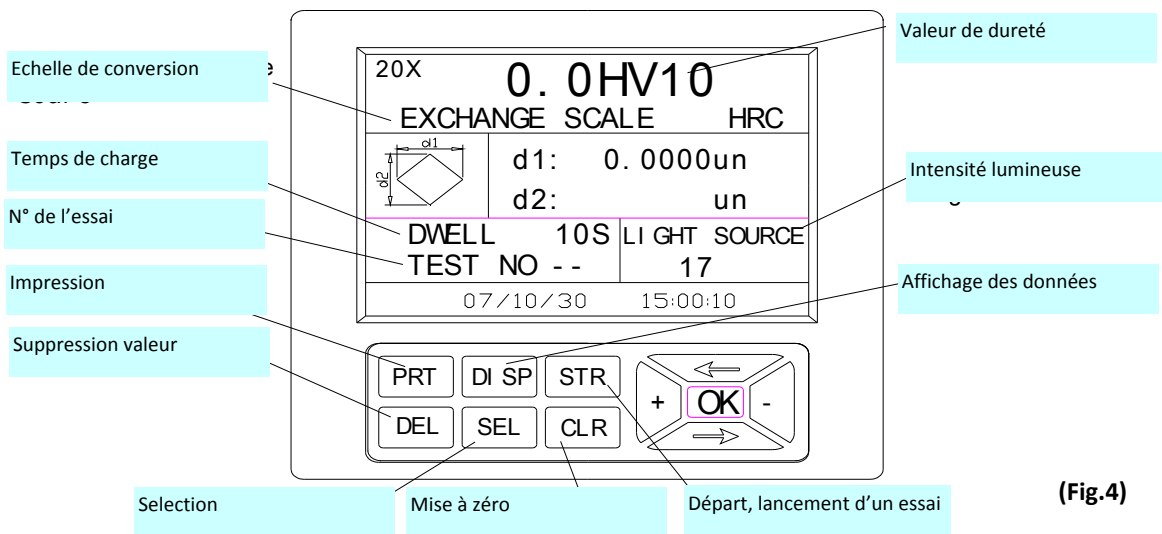 Valeur de dureté
Echelle de conversion
e
20X
0. 0HV10
EXCHANGE SCALE HRC
Temps de charge
d1
d2
d1: 0.0000un
d2: un
Intensité lumineuse
N° de l'essai
DWELL 10S
LIGHT SOURCE
TEST NO --
17
Impression
07/10/30 15:00:10
Affichage des données
Suppression valeur
PRT
DISP
STR
+
OK
-
DEL
SEL
CLR
Selection
Mise à zéro
Départ, lancement d'un essai
(Fig.4)